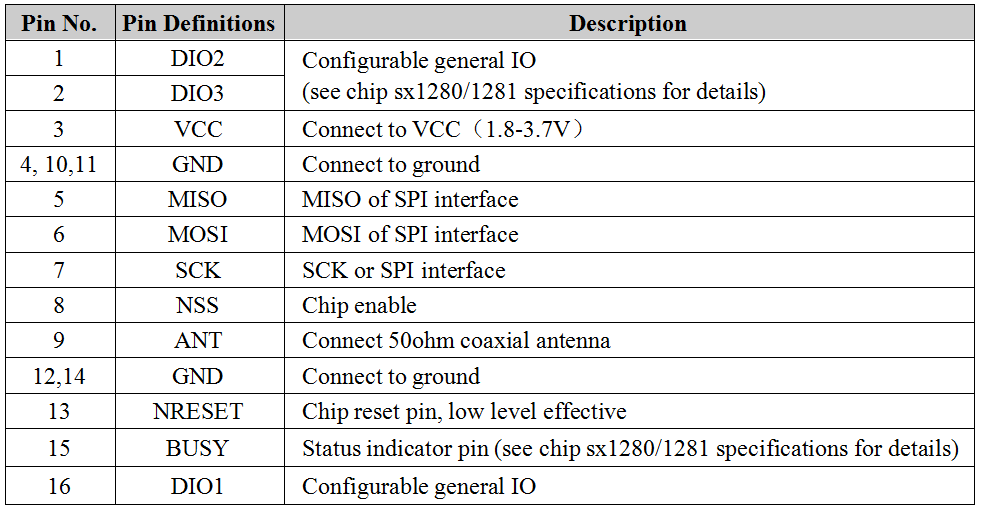 Pin No. Pin Definitions Description
1 DIO2 Configurable general IO
2 DIO3 (see chip sx1280/1281 specifications for details)
3 VCC Connect to VCC（1.8-3.7V）
4, 10,11 GND Connect to ground
5 MISO MISO of SPI interface
6 MOSI MOSI of SPI interface
7 SCK SCK or SPI interface
8 NSS Chip enable
9 ANT Connect 50ohm coaxial antenna
12,14 GND Connect to ground
13 NRESET Chip reset pin, low level effective
15 BUSY Status indicator pin (see chip sx1280/1281 specifications for details)
16 DIO1 Configurable general IO